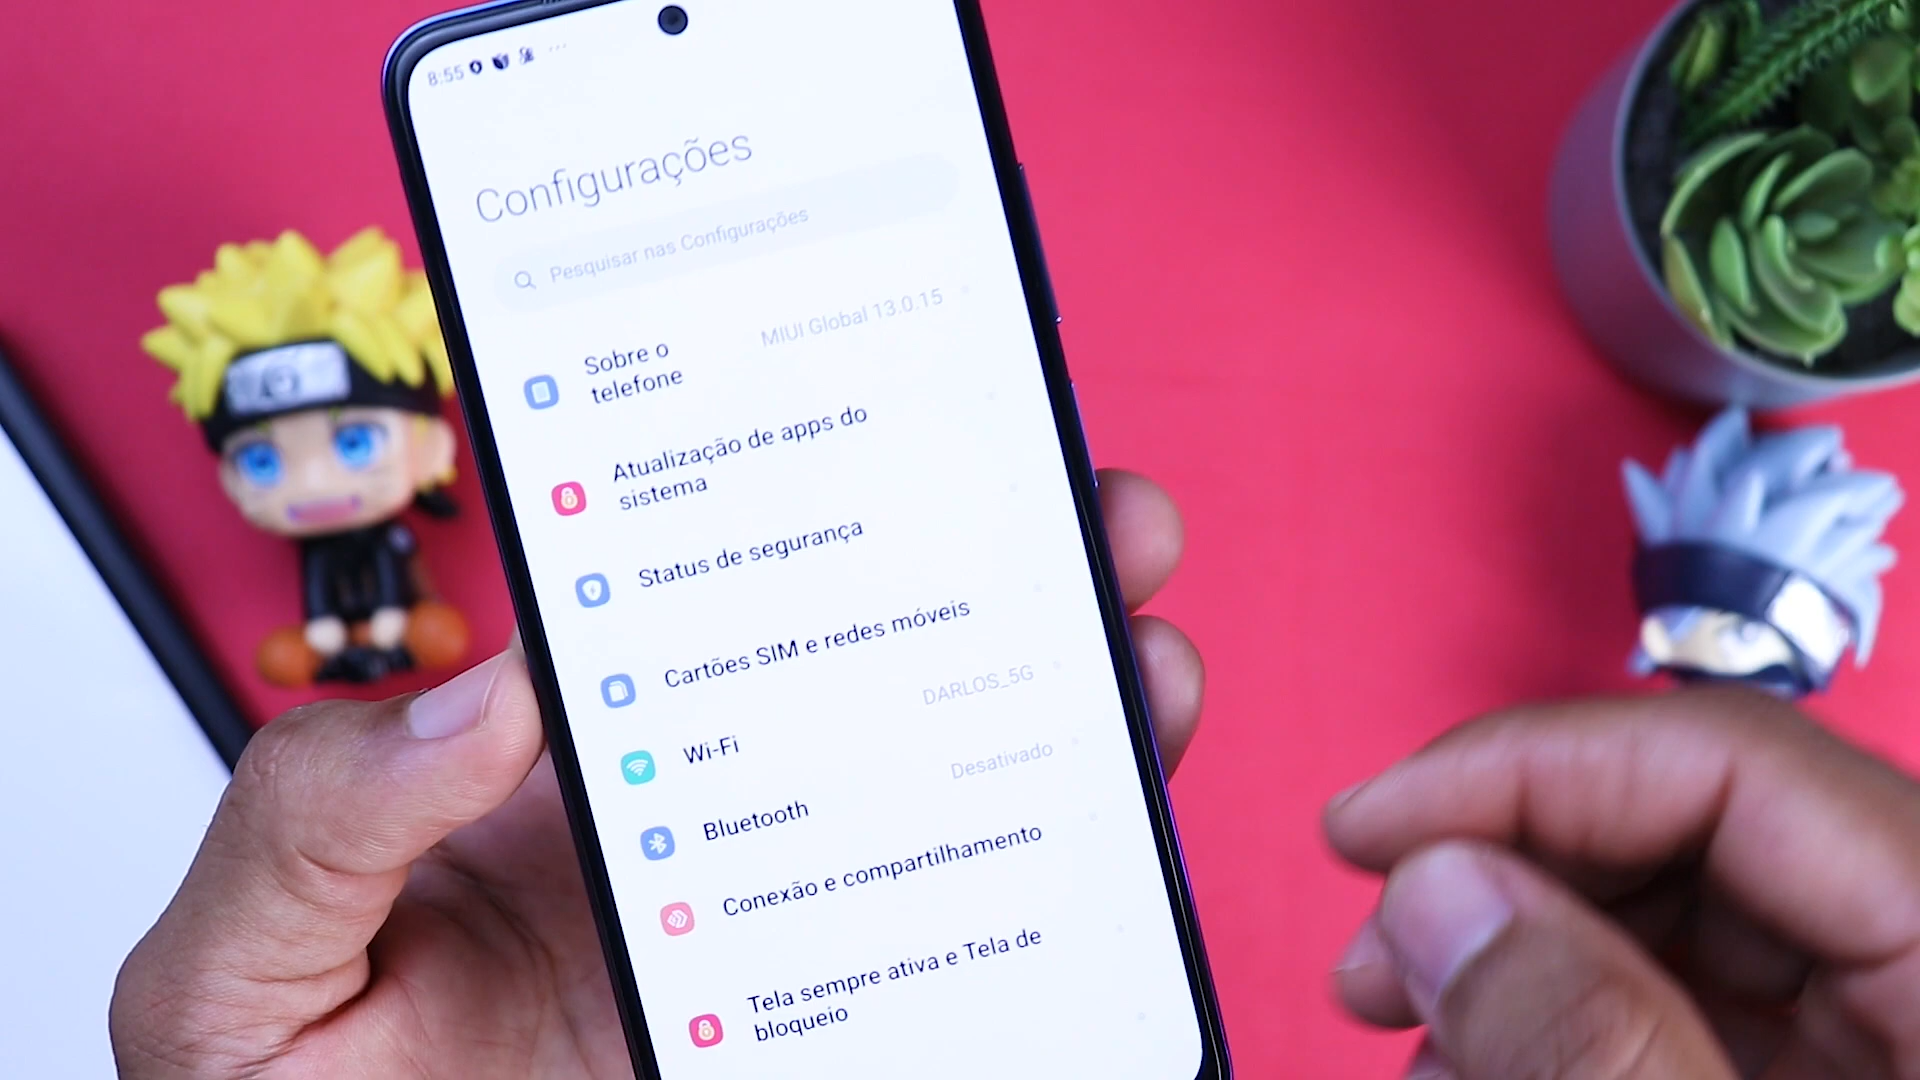 8:55
Configurações
Pesquisar nas Configurações
Sobre o
telefone
MIUI Global 13.0.15
Atualização de apps do
sistema
Status de segurança
Cartões SIM e redes móveis
Wi-Fi
DARLOS_5G
Bluetooth
Desativado
Conexão e compartilhamento
Tela sempre ativa e Tela de
bloqueio